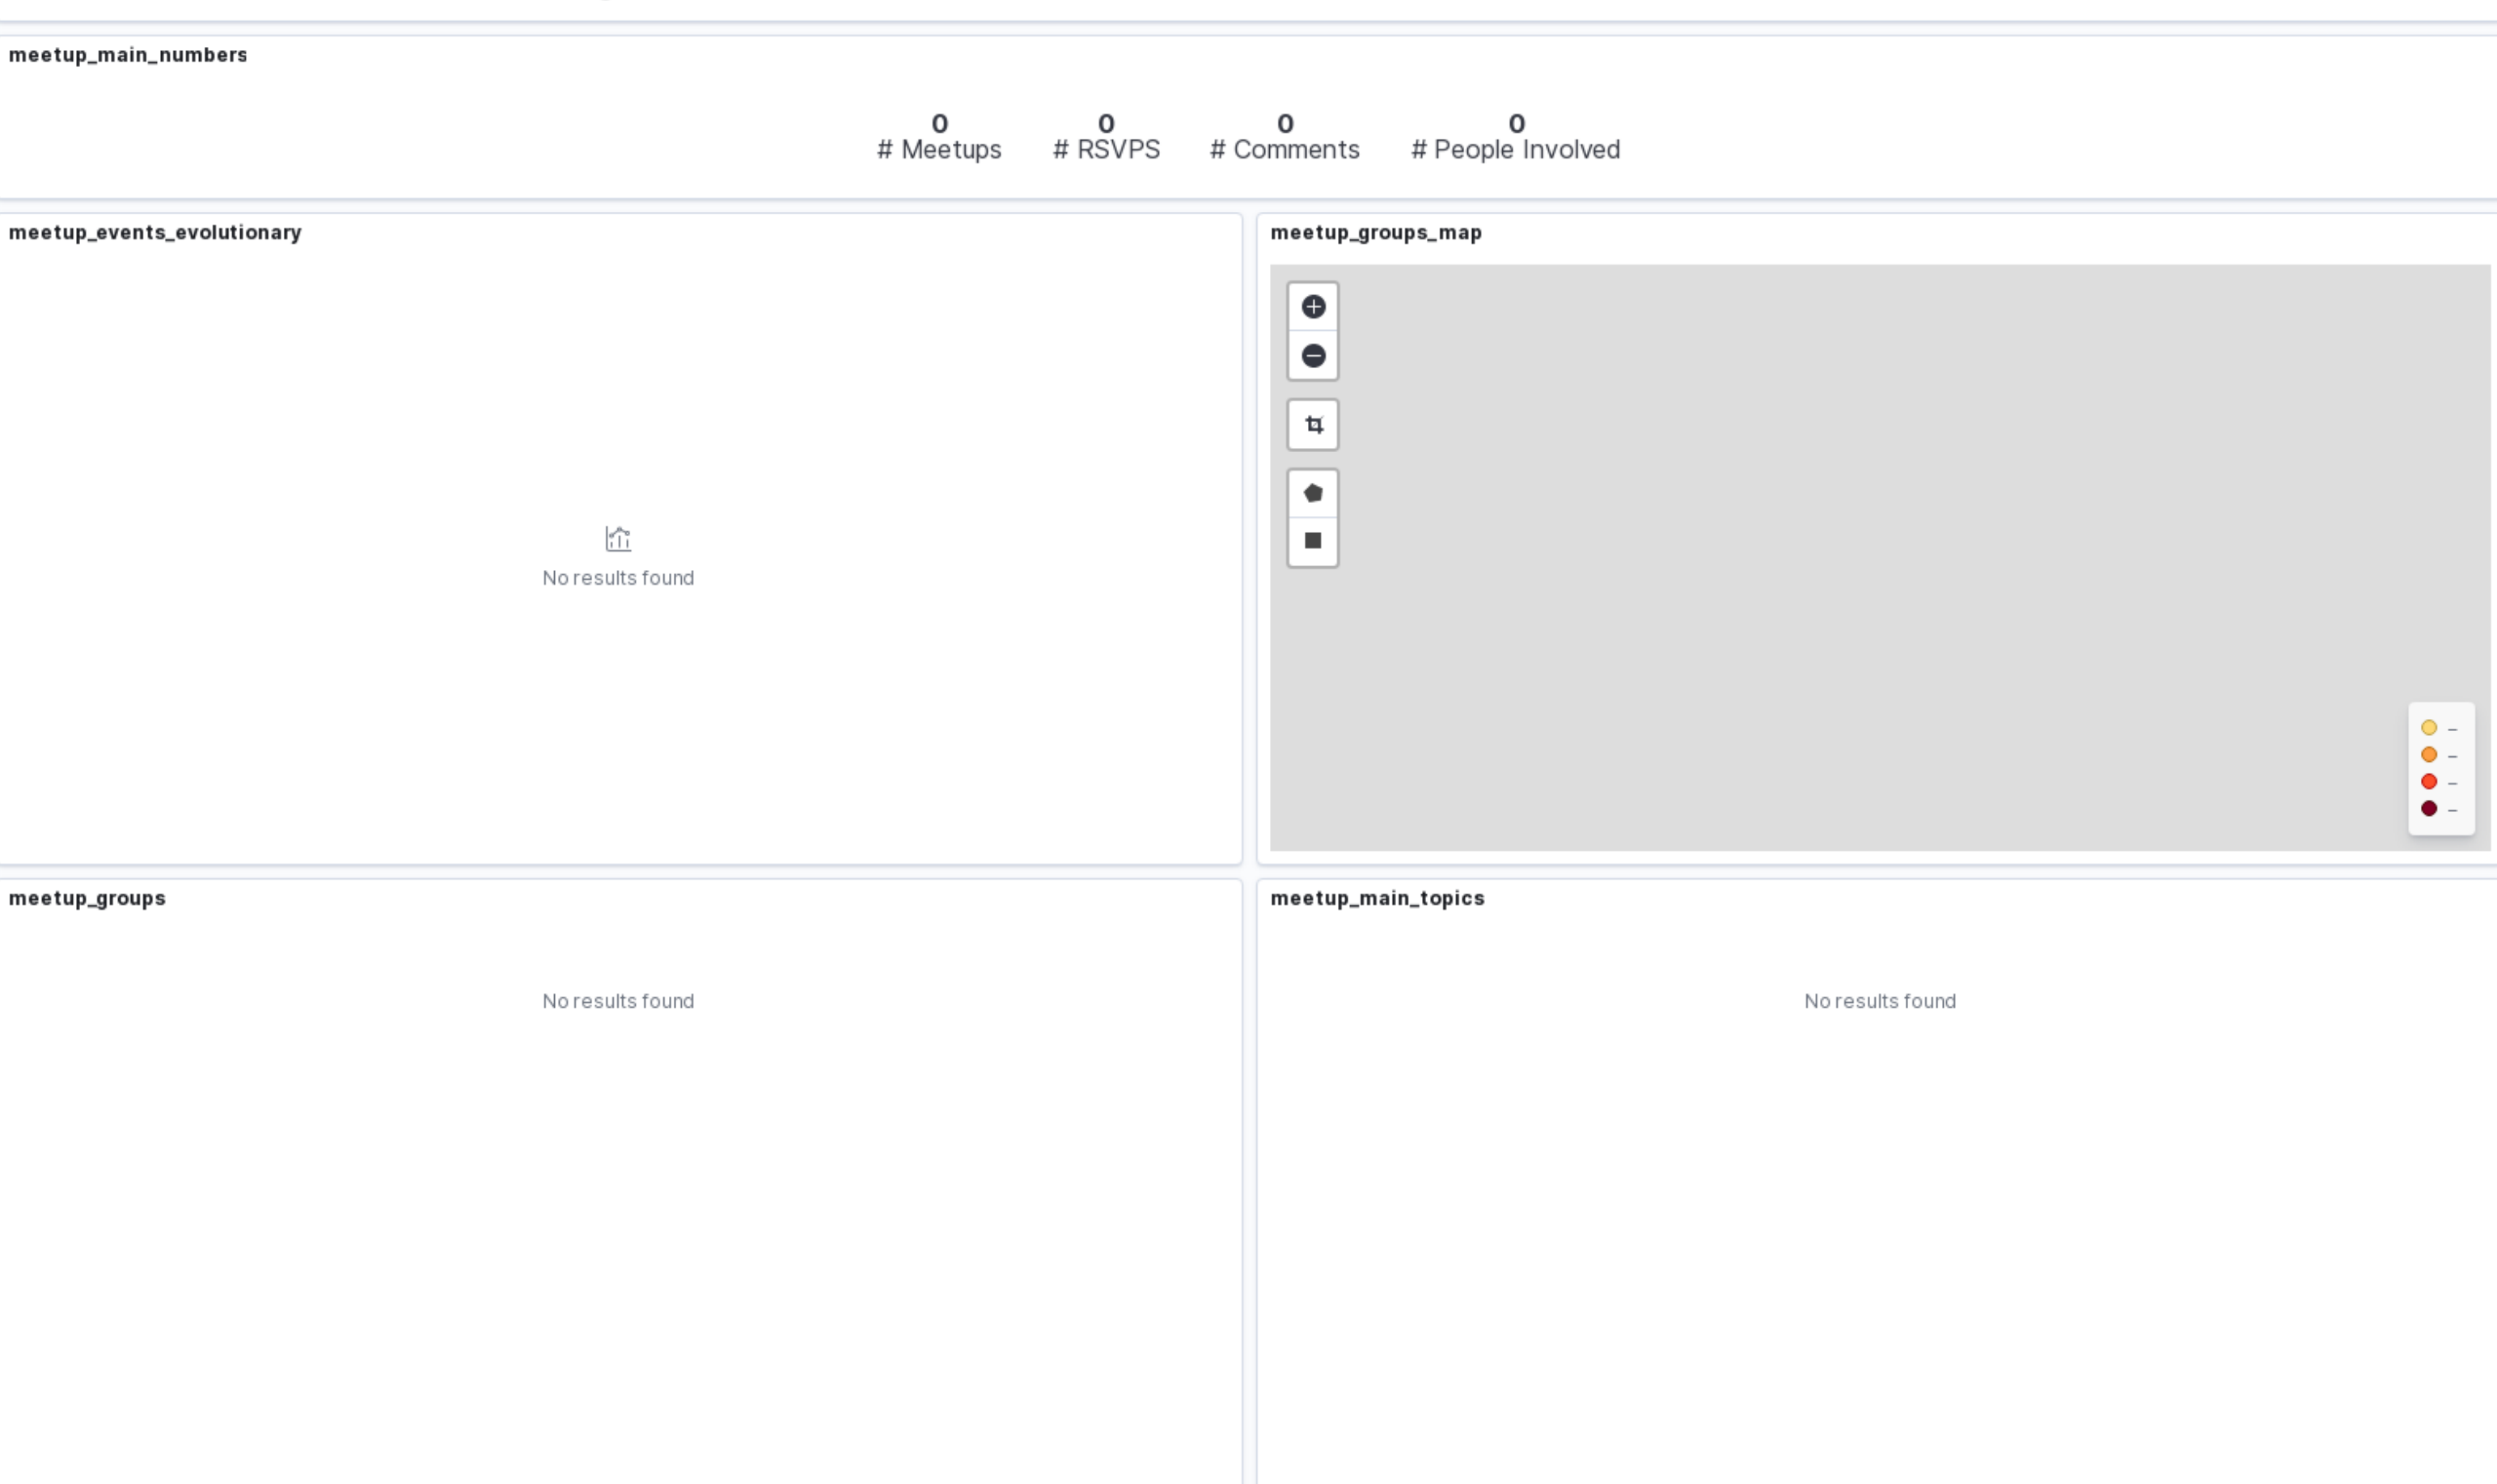 meetup_main_numbers
0 0 0 0
# Meetups # RSVPS # Comments # People Involved
meetup_events_evolutionary
No results found
meetup_groups_map
–
–
–
–
meetup_groups
No results found
meetup_main_topics
No results found